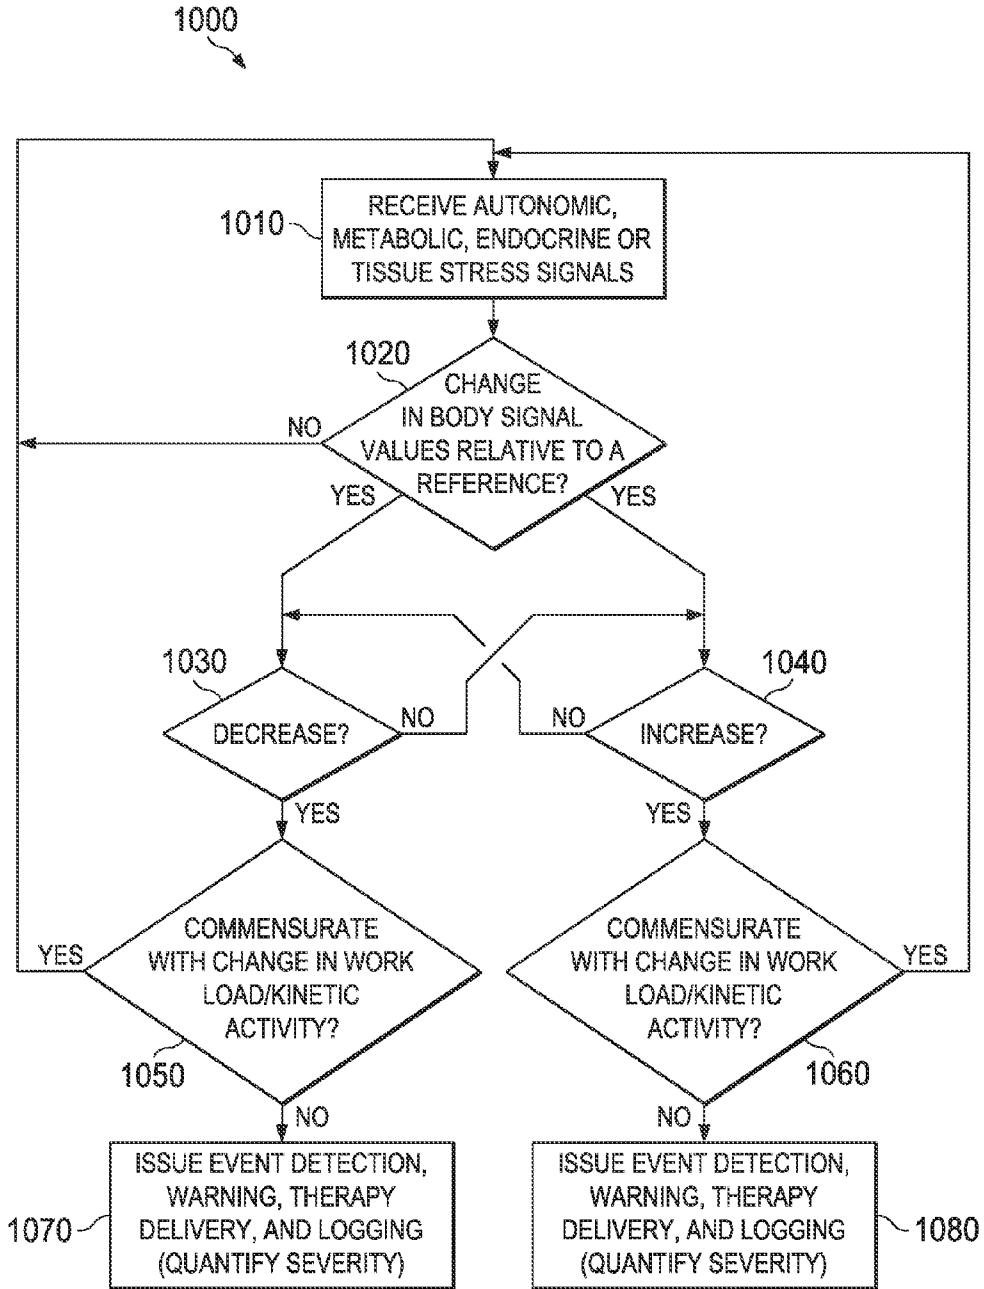 1000
RECEIVE AUTONOMIC,
METABOLIC, ENDOCRINE OR
TISSUE STRESS SIGNALS
1010
1020
CHANGE
IN BODY SIGNAL
VALUES RELATIVE TO A
REFERENCE?
NO
YES
YES
1030
DECREASE?
NO
YES
1040
INCREASE?
NO
YES
COMMENSURATE
WITH CHANGE IN WORK
LOAD/KINETIC
ACTIVITY?
YES
1050
NO
COMMENSURATE
WITH CHANGE IN WORK
LOAD/KINETIC
ACTIVITY?
YES
1060
NO
ISSUE EVENT DETECTION,
WARNING, THERAPY
DELIVERY, AND LOGGING
(QUANTIFY SEVERITY)
1070
ISSUE EVENT DETECTION,
WARNING, THERAPY
DELIVERY, AND LOGGING
(QUANTIFY SEVERITY)
1080